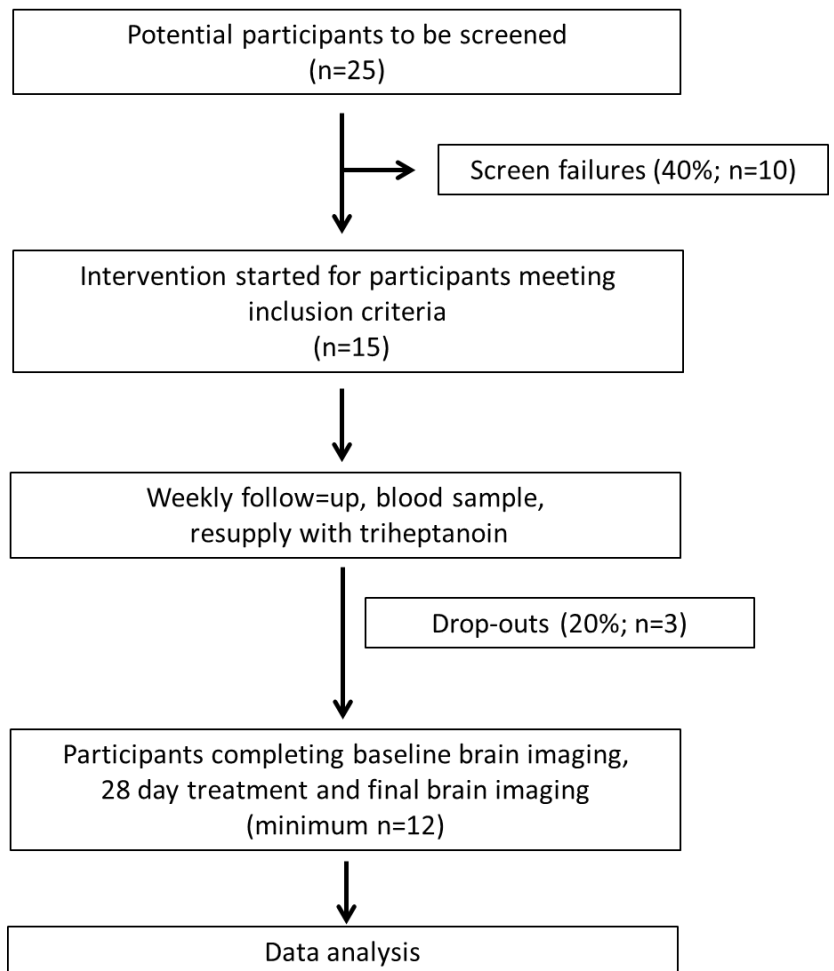 Potential participants to be screened
(n=25)
Screen failures (40%; n=10)
Intervention started for participants meeting
inclusion criteria
(n=15)
Weekly follow=up, blood sample,
resupply with triheptanoin
Drop-outs (20%; n=3)
Participants completing baseline brain imaging,
28 day treatment and final brain imaging
(minimum n=12)
Data analysis